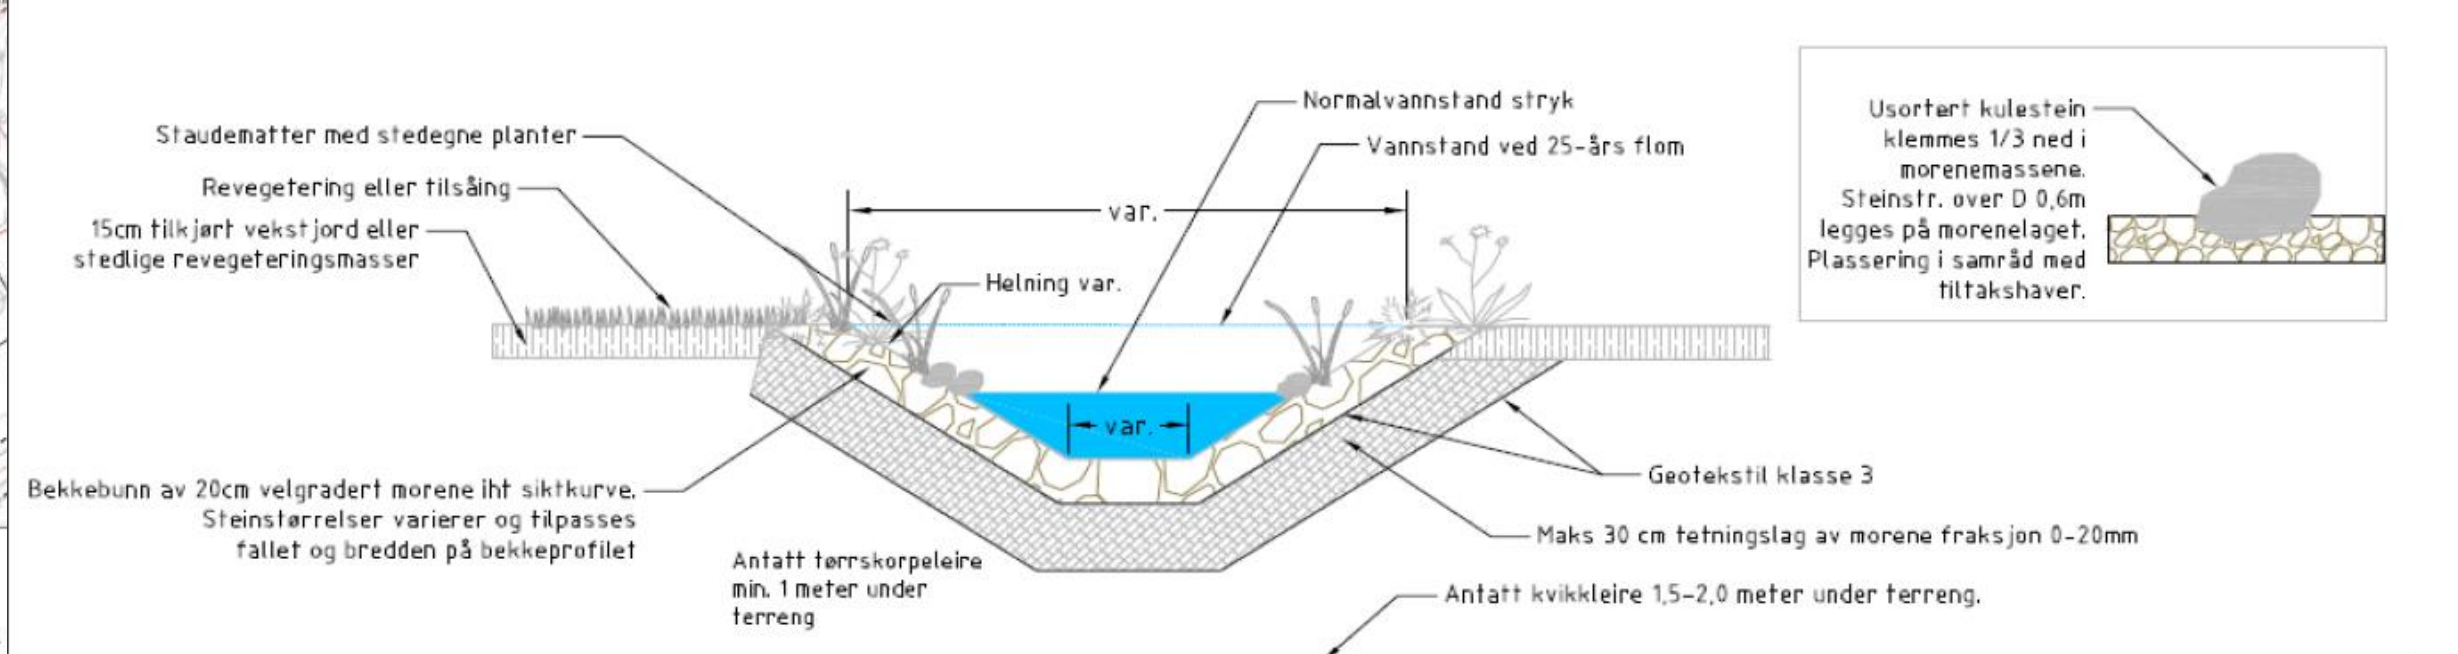 Normalvannstand stryk
Vannstand ved 25-års flom
Staudematter med stedegne planter
Revegetering eller tilsåing
15cm tilkjørt vekstjord eller
stedlige revegeteringsmasser
var.
Helning var.
var.
Bekkebunn av 20cm velgradert morene iht siktkurve.
Steinstørrelser varierer og tilpasses
fallet og bredden på bekkeprofilet
Antatt tørrskorpeleire
min. 1 meter under
terreng
Geotekstil klasse 3
Maks 30 cm tetningslag av morene fraksjon 0-20mm
Antatt kvikkleire 1,5-2,0 meter under terreng.
Usortert kulestein
klemmes 1/3 ned i
morenemassene.
Steinstr. over D 0,6m
legges på morenelaget.
Plassering i samråd med
tiltakshaver.